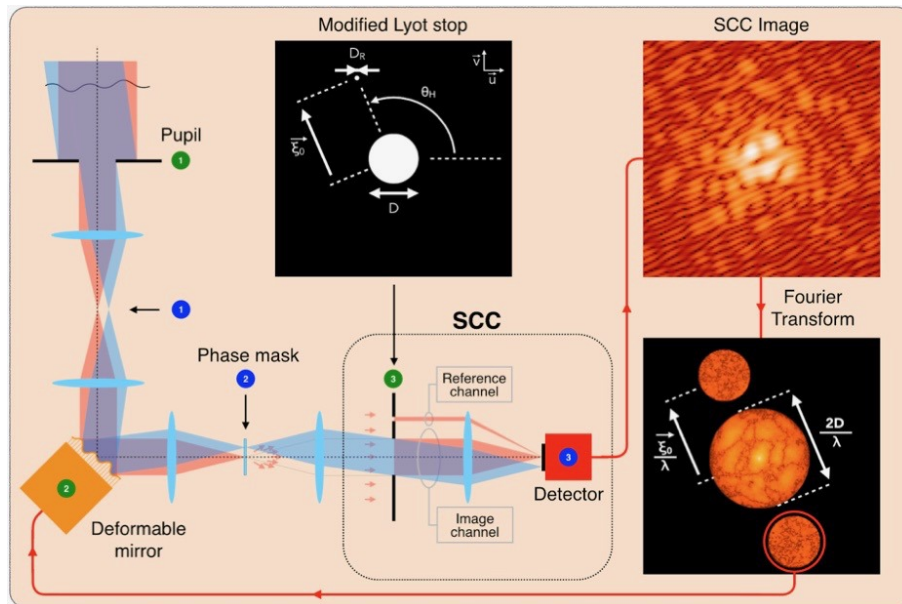 Modified Lyot stop
SCC Image
D_R
v⃗
u⃗
θ_H
ξ₀⃗
D
Pupil
1
1
Fourier
Transform
SCC
Phase mask
2
3
Reference
channel
ξ₀⃗/λ
2D/λ
3
2
Detector
Deformable
mirror
Image
channel